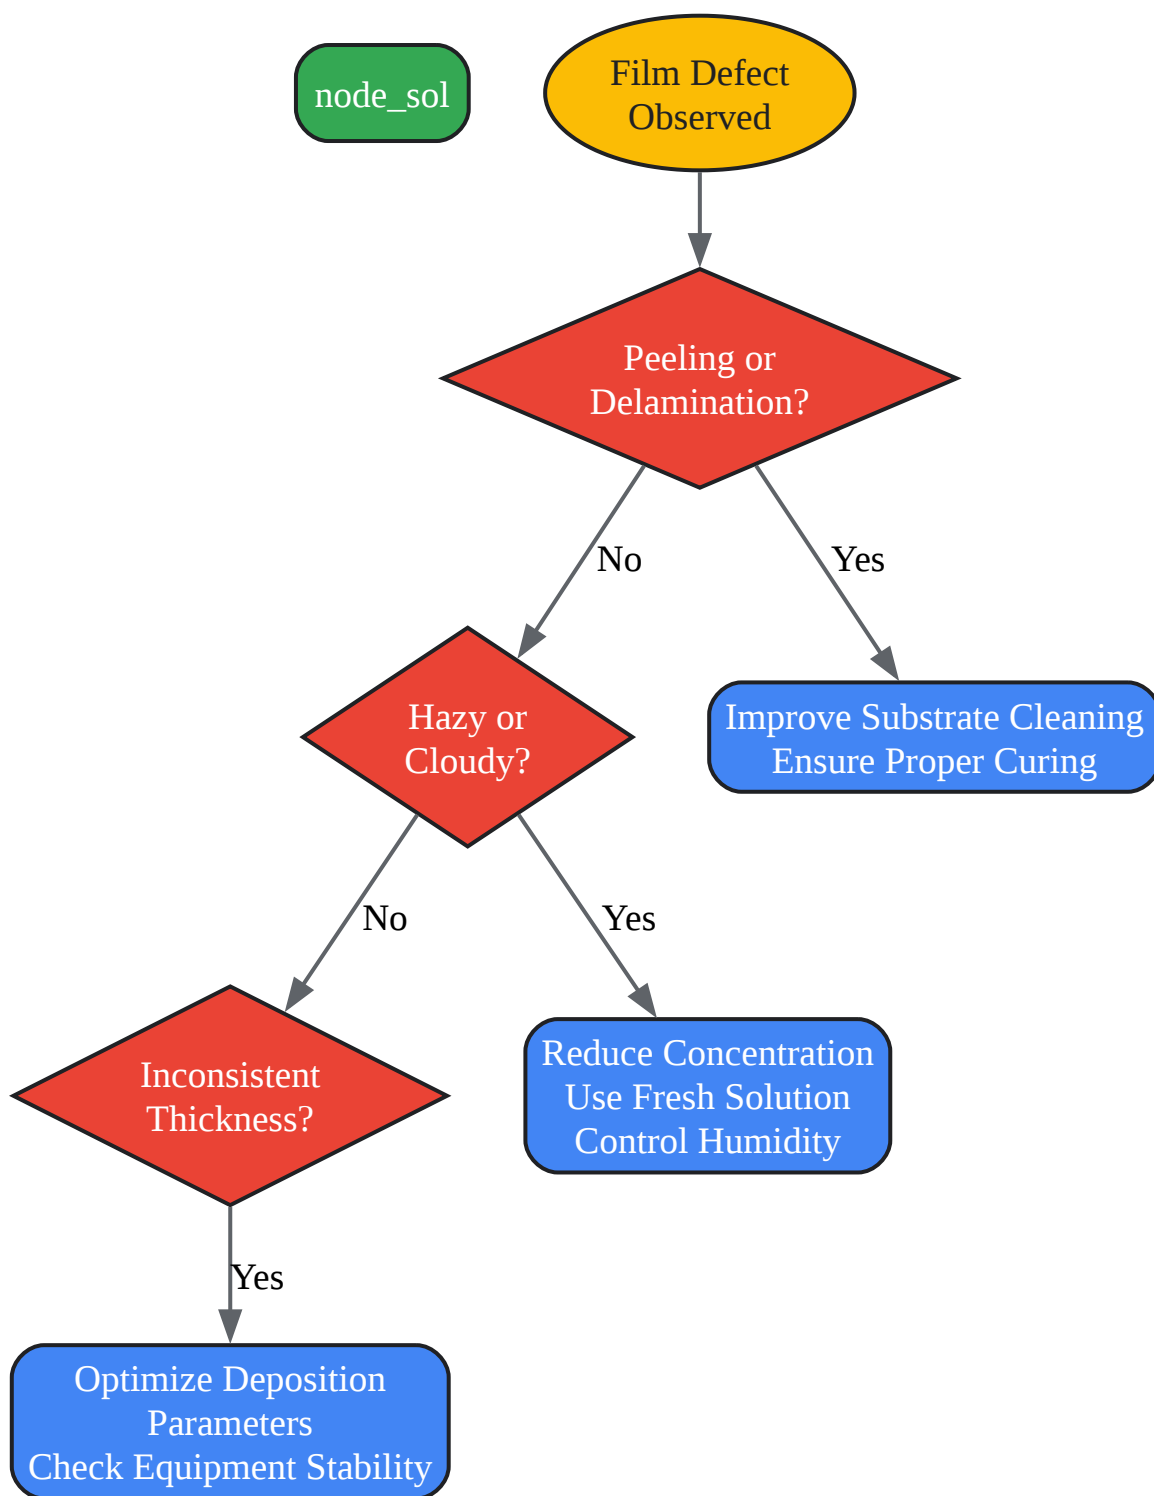 node_sol
Film Defect
Observed
Peeling or
Delamination?
No
Yes
Hazy or
Cloudy?
Improve Substrate Cleaning
Ensure Proper Curing
No
Yes
Inconsistent
Thickness?
Reduce Concentration
Use Fresh Solution
Control Humidity
Yes
Optimize Deposition
Parameters
Check Equipment Stability